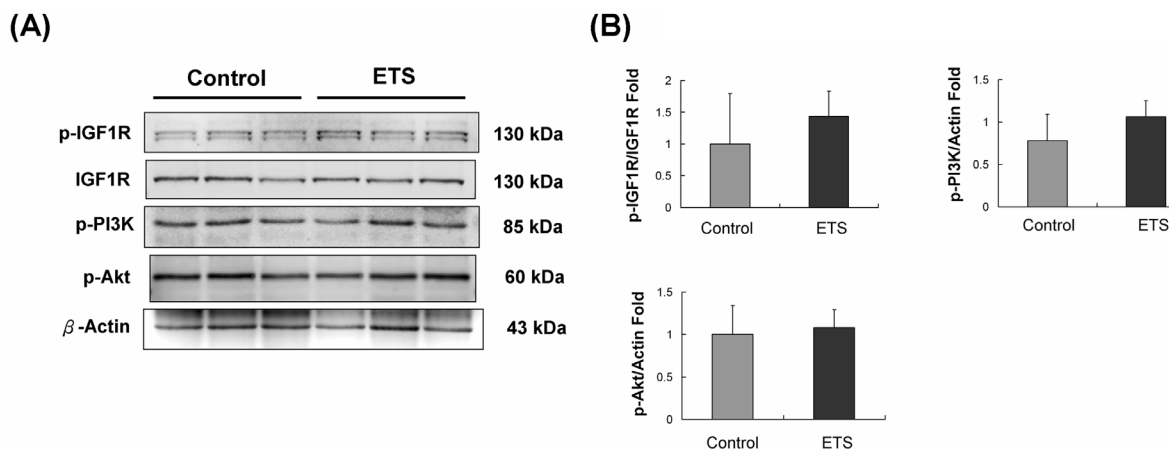 (A)
Control ETS
p-IGF1R 130 kDa
IGF1R 130 kDa
p-PI3K 85 kDa
p-Akt 60 kDa
β-Actin 43 kDa
(B)
p-IGF1R/IGF1R Fold
2
1.5
1
0.5
0
Control ETS
p-PI3K/Actin Fold
1.5
1
0.5
0
Control ETS
p-Akt/Actin Fold
1.5
1
0.5
0
Control ETS